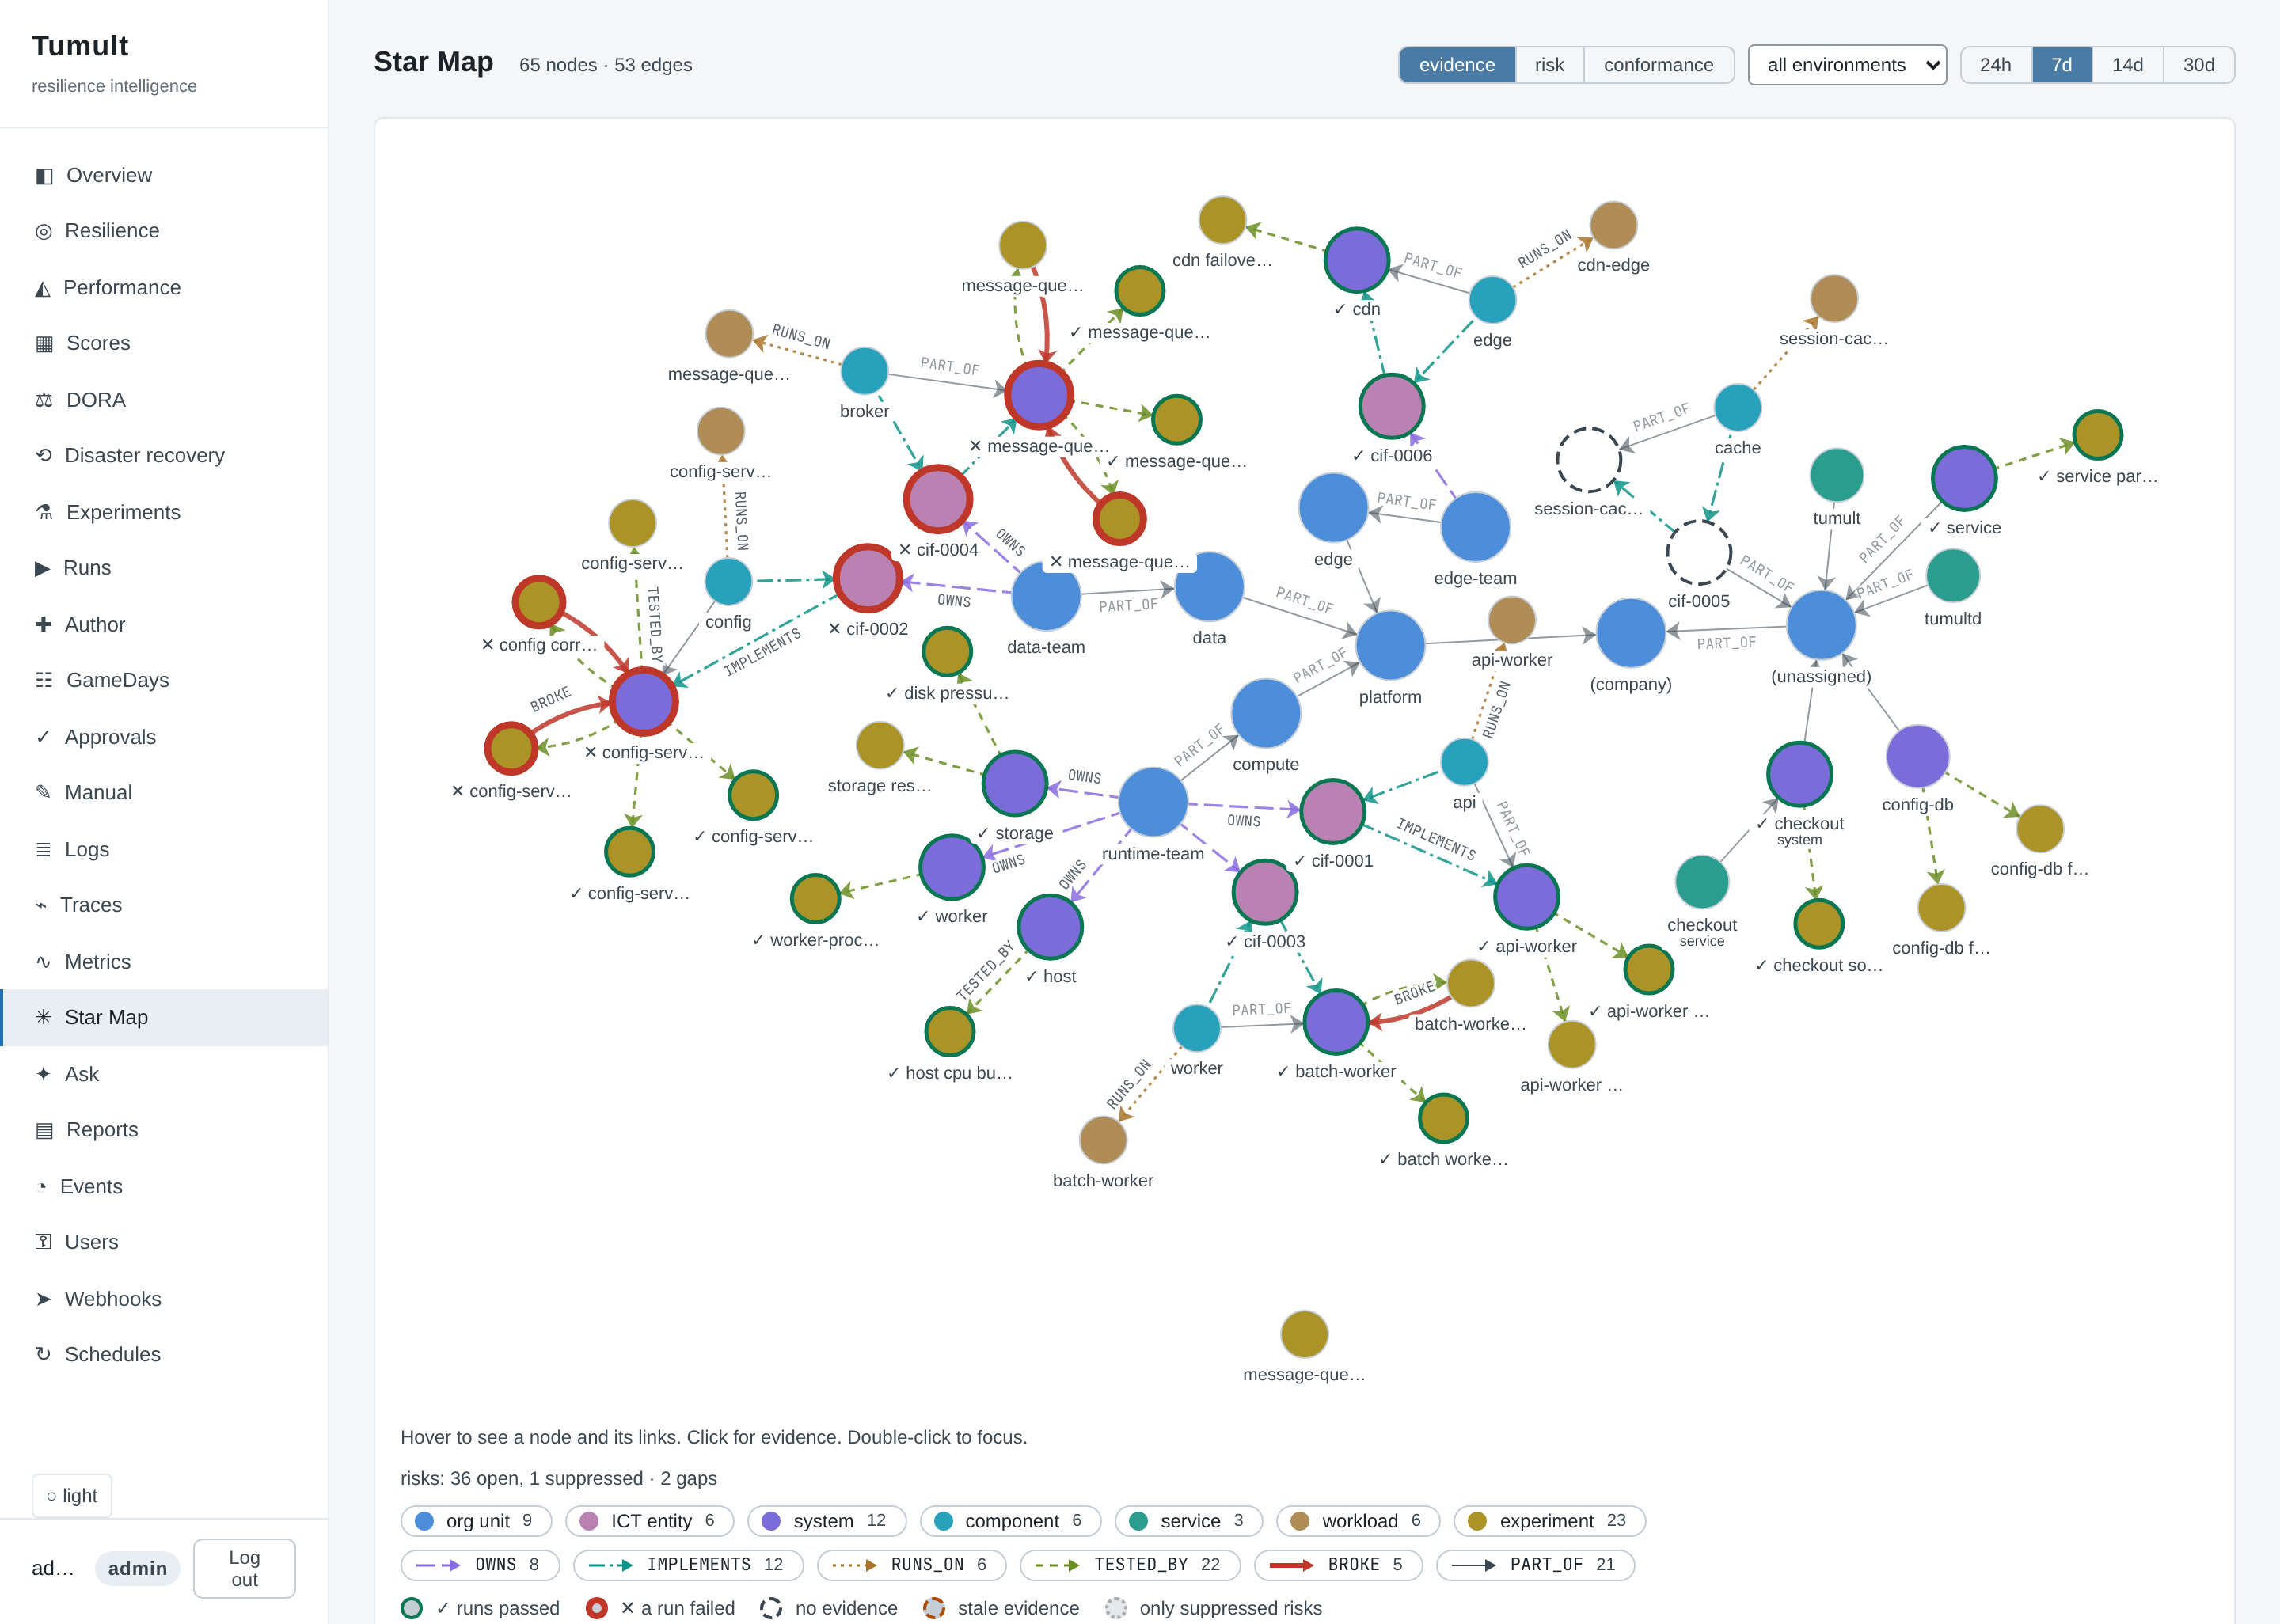 Tumult
resilience intelligence
Overview
Resilience
Performance
Scores
DORA
Disaster recovery
Experiments
Runs
Author
GameDays
Approvals
Manual
Logs
Traces
Metrics
Star Map
Ask
Reports
Events
Users
Webhooks
Schedules
○ light
ad… admin Log out
Star Map 65 nodes · 53 edges
evidence risk conformance all environments 24h 7d 14d 30d
cdn failove…
cdn-edge
RUNS_ON
PART_OF
message-que…
✓ cdn
edge
✓ message-que…
session-cac…
RUNS_ON
message-que…
PART_OF
broker
PART_OF
cache
✕ message-que…
✓ message-que…
✓ cif-0006
config-serv…
RUNS_ON
✓ service par…
session-cac…
tumult
✓ service
PART_OF
PART_OF
✕ cif-0004
OWNS
✕ message-que…
edge
edge-team
config-serv…
PART_OF
PART_OF
cif-0005
tumultd
TESTED_BY
config
✕ cif-0002
OWNS
PART_OF
data-team
data
PART_OF
✕ config corr…
IMPLEMENTS
api-worker
PART_OF
(company)
(unassigned)
✓ disk pressu…
platform
PART_OF
BROKE
✕ config-serv…
RUNS_ON
PART_OF
compute
✕ config-serv…
storage res…
OWNS
api
config-db
✓ config-serv…
✓ storage
OWNS
IMPLEMENTS
PART_OF
✓ checkout
system
OWNS
runtime-team
✓ cif-0001
config-db f…
✓ config-serv…
OWNS
✓ worker
✓ worker-proc…
checkout
service
✓ cif-0003
✓ api-worker
config-db f…
✓ checkout so…
TESTED_BY
✓ host
BROKE
PART_OF
✓ api-worker …
batch-worke…
✓ host cpu bu…
worker
✓ batch-worker
api-worker …
RUNS_ON
✓ batch worke…
batch-worker
message-que…
Hover to see a node and its links. Click for evidence. Double-click to focus.
risks: 36 open, 1 suppressed · 2 gaps
org unit 9 ICT entity 6 system 12 component 6 service 3 workload 6 experiment 23
OWNS 8 IMPLEMENTS 12 RUNS_ON 6 TESTED_BY 22 BROKE 5 PART_OF 21
✓ runs passed ✕ a run failed no evidence stale evidence only suppressed risks